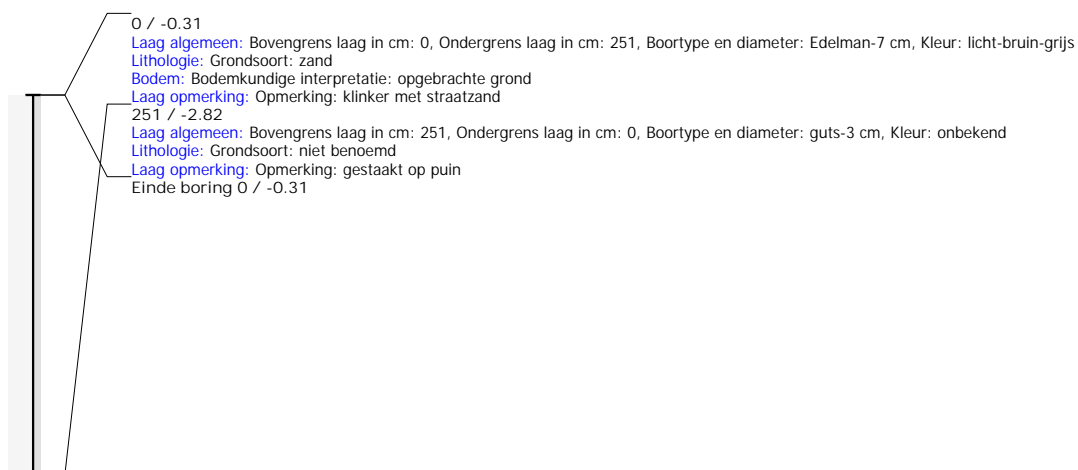 0 / -0.31
Laag algemeen: Bovengrens laag in cm: 0, Ondergrens laag in cm: 251, Boortype en diameter: Edelman-7 cm, Kleur: licht-bruin-grijs
Lithologie: Grondsoort: zand
Bodem: Bodemkundige interpretatie: opgebrachte grond
Laag opmerking: Opmerking: klinker met straatzand
251 / -2.82
Laag algemeen: Bovengrens laag in cm: 251, Ondergrens laag in cm: 0, Boortype en diameter: guts-3 cm, Kleur: onbekend
Lithologie: Grondsoort: niet benoemd
Laag opmerking: Opmerking: gestaakt op puin
Einde boring 0 / -0.31